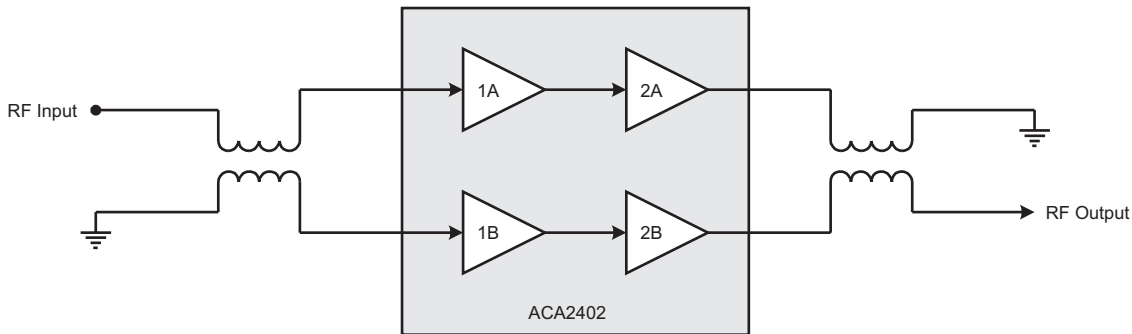 1A
2A
RF Input
RF Output
1B
2B
ACA2402